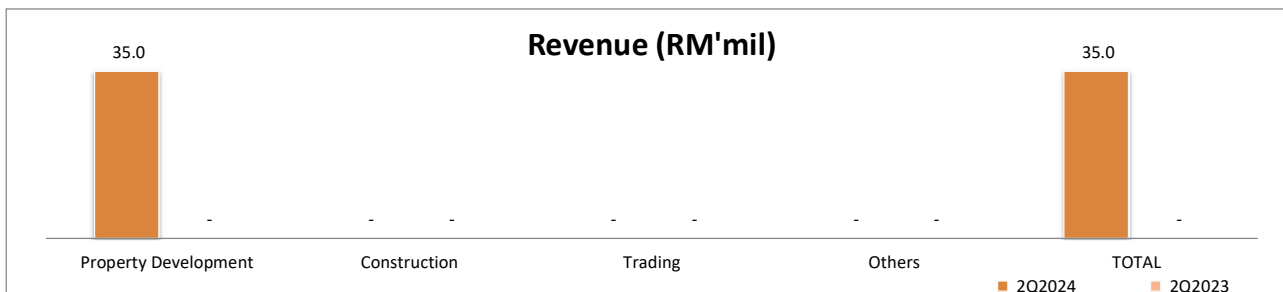 Revenue (RM'mil)
35.0 - - - - - - - 35.0 -
Property Development Construction Trading Others TOTAL
2Q2024 2Q2023